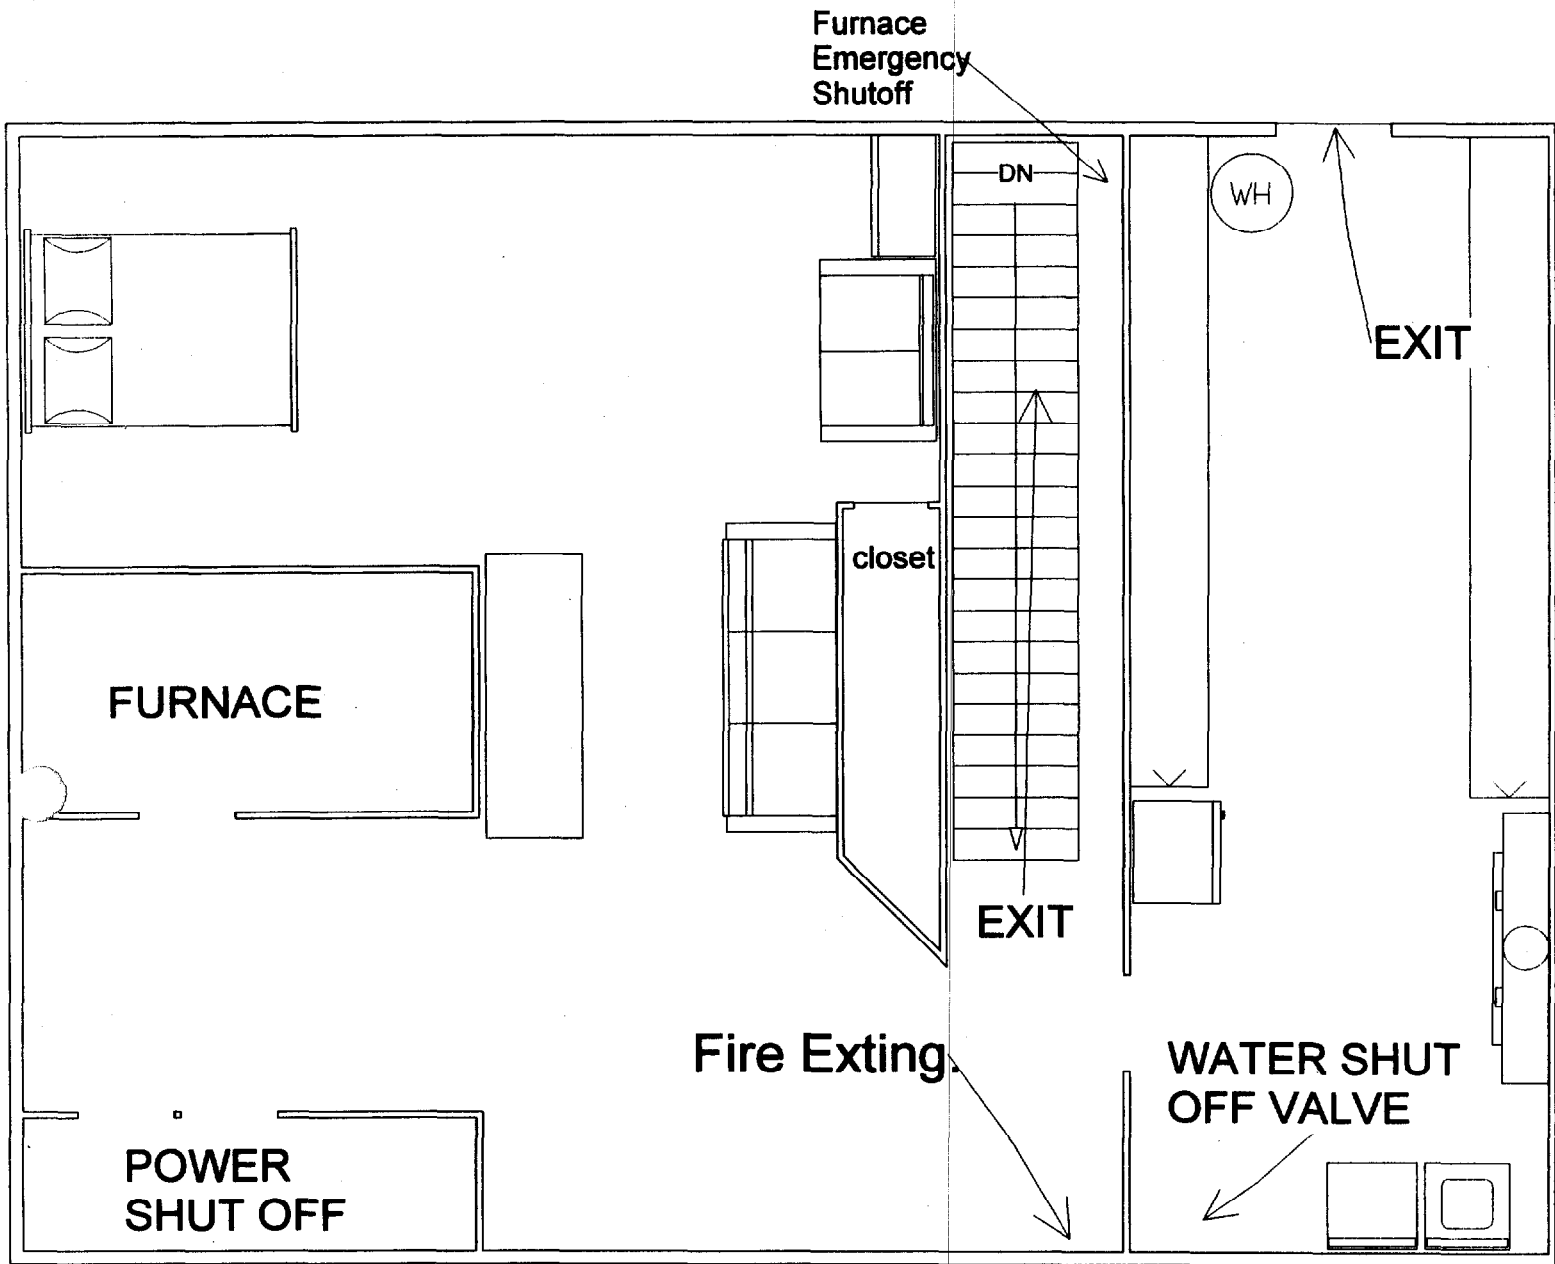 Furnace
Emergency
Shutoff
DN
WH
EXIT
closet
FURNACE
EXIT
Fire Exting.
WATER SHUT
OFF VALVE
POWER
SHUT OFF